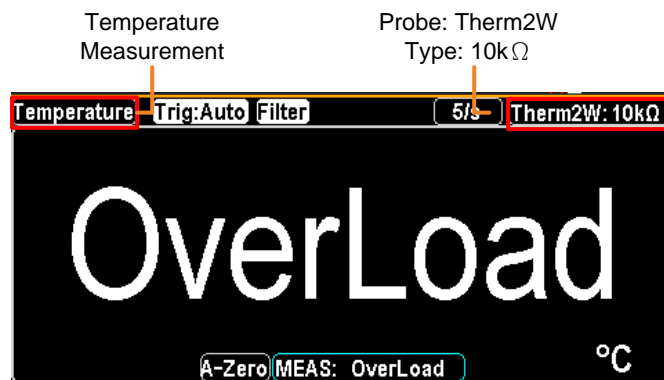 Temperature
Measurement
Probe: Therm2W
Type: 10kΩ
Temperature Trig:Auto Filter 5/s Therm2W:10kΩ
OverLoad
°C
A-Zero MEAS: OverLoad